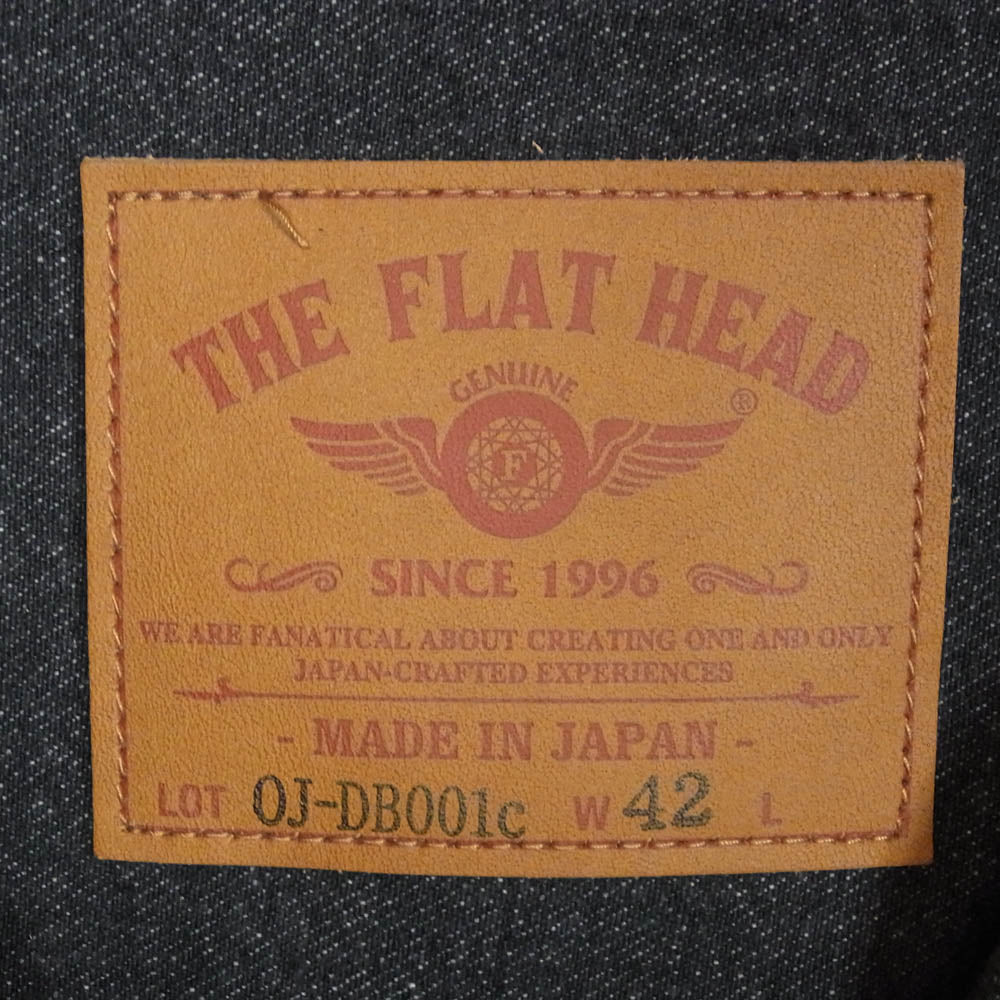 THE FLAT HEAD
GENUINE
®
F
SINCE 1996
WE ARE FANATICAL ABOUT CREATING ONE AND ONLY
JAPAN-CRAFTED EXPERIENCES
- MADE IN JAPAN -
LOT OJ-DB001c W 42 L